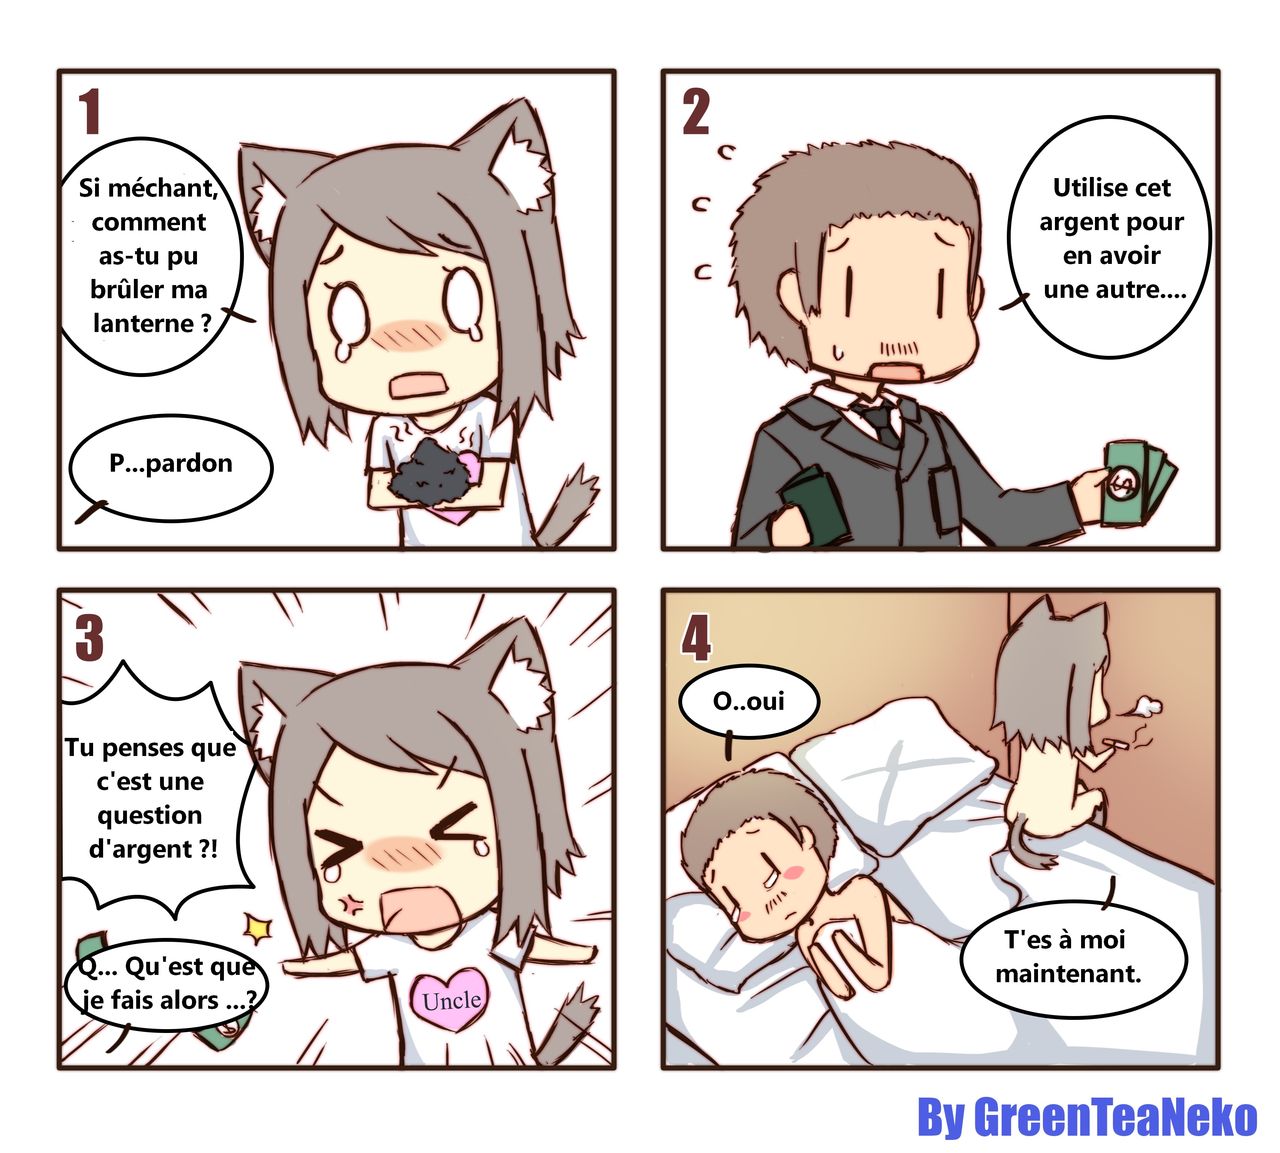 1
Si méchant,
comment
as-tu pu
brûler ma
lanterne ?
P...pardon
2
Utilise cet
argent pour
en avoir
une autre....
3
Tu penses que
c'est une
question
d'argent ?!
Q... Qu'est que
je fais alors ...?
Uncle
4
O..oui
T'es à moi
maintenant.
By GreenTeaNeko